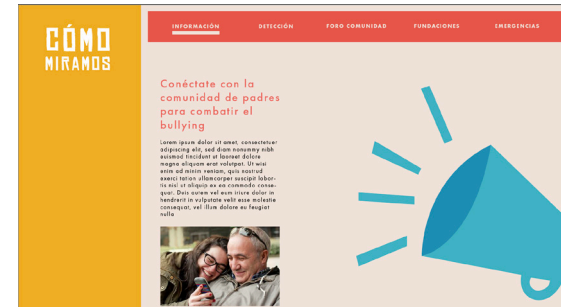 CÓMO
MIRAMOS
INFORMACIÓN DETECCIÓN FORO COMUNIDAD FUNDACIONES EMERGENCIAS
Conéctate con la
comunidad de padres
para combatir el
bullying
Lorem ipsum dolor sit amet, consectetuer
adipiscing elit, sed diam nonummy nibh
euismod tincidunt ut laoreet dolore
magna aliquam erat volutpat. Ut wisi
enim ad minim veniam, quis nostrud
exerci tation ullamcorper suscipit lobor-
tis nisl ut aliquip ex ea commodo conse-
quat. Duis autem vel eum iriure dolor in
hendrerit in vulputate velit esse molestie
consequat, vel illum dolore eu feugiat
nulla